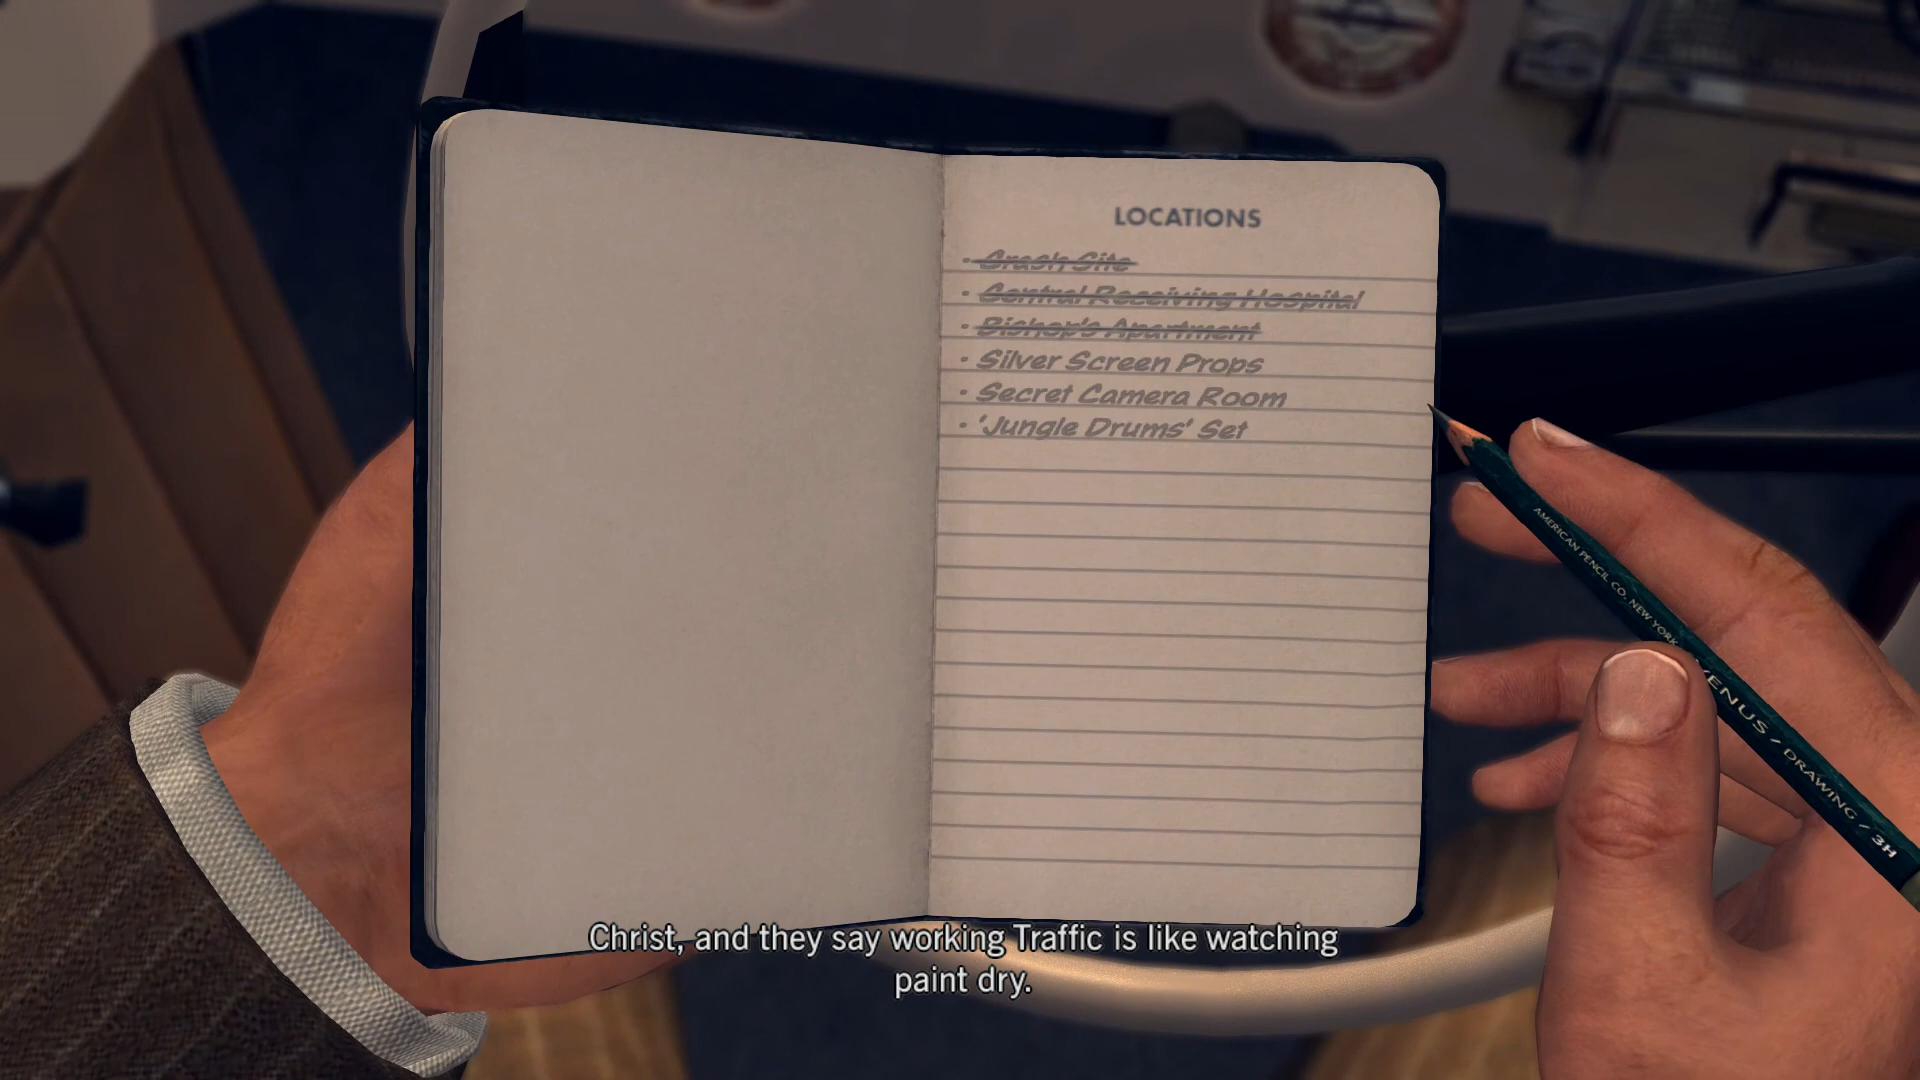 LOCATIONS
· Crash Site
· Central Receiving Hospital
· Bishop's Apartment
· Silver Screen Props
· Secret Camera Room
· 'Jungle Drums' Set
AMERICAN PENCIL CO. NEW YORK
VENUS / DRAWING / 3H
Christ, and they say working Traffic is like watching
paint dry.